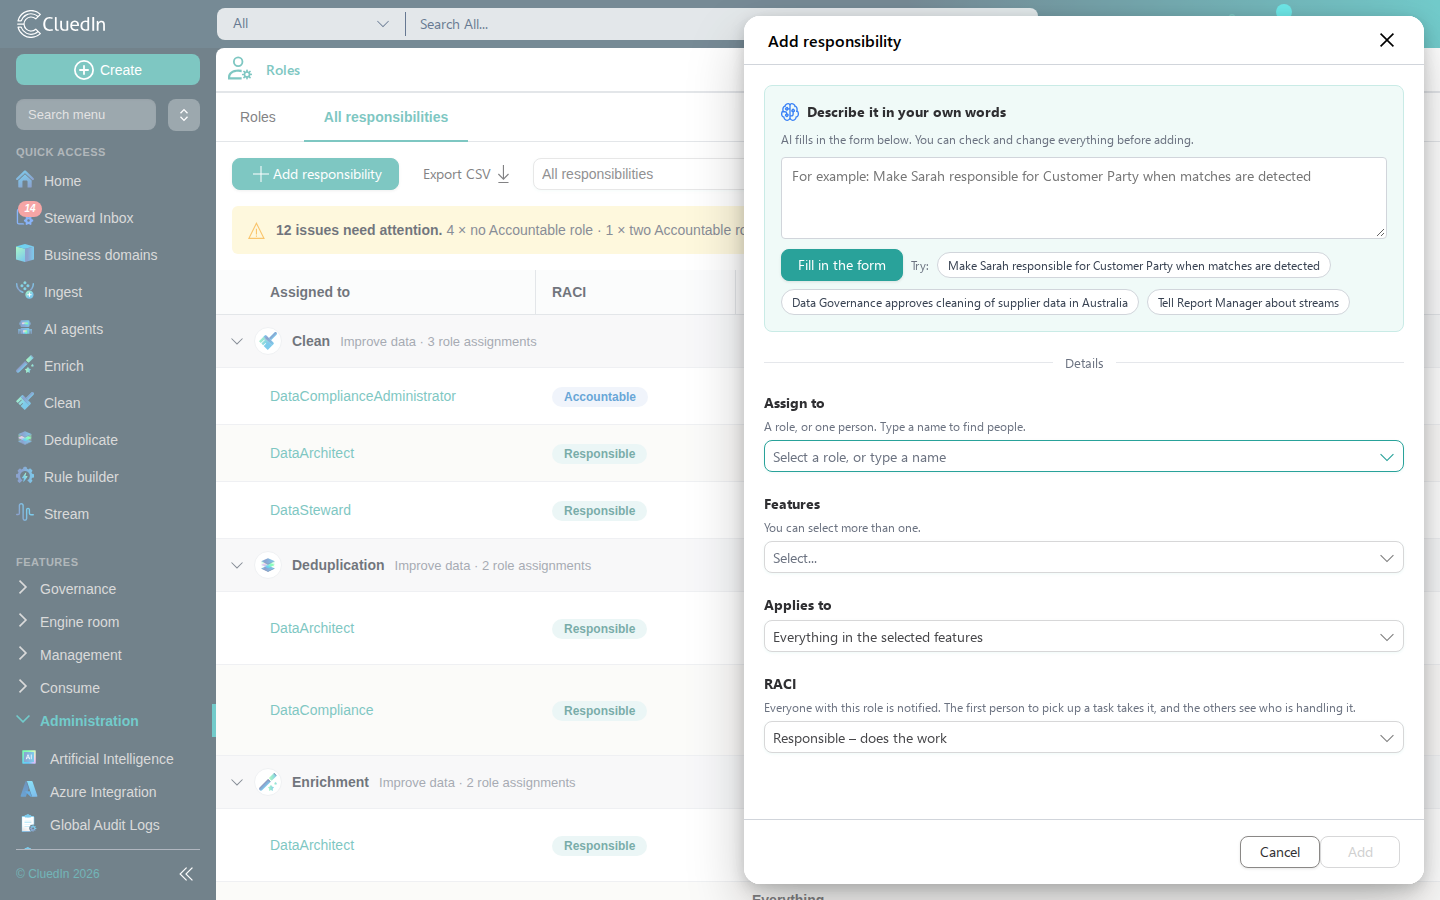 CluedIn
All
Search All...
Create
Search menu
QUICK ACCESS
Home
14
Steward Inbox
Business domains
Ingest
AI agents
Enrich
Clean
Deduplicate
Rule builder
Stream
FEATURES
Governance
Engine room
Management
Consume
Administration
Artificial Intelligence
Azure Integration
Global Audit Logs
© CluedIn 2026
Roles
Roles
All responsibilities
Add responsibility
Export CSV
All responsibilities
12 issues need attention. 4 × no Accountable role · 1 × two Accountable
Assigned to
RACI
Clean Improve data · 3 role assignments
DataComplianceAdministrator Accountable
DataArchitect Responsible
DataSteward Responsible
Deduplication Improve data · 2 role assignments
DataArchitect Responsible
DataCompliance Responsible
Enrichment Improve data · 2 role assignments
DataArchitect Responsible
Everything
Add responsibility
Describe it in your own words
AI fills in the form below. You can check and change everything before adding.
For example: Make Sarah responsible for Customer Party when matches are detected
Fill in the form
Try:
Make Sarah responsible for Customer Party when matches are detected
Data Governance approves cleaning of supplier data in Australia
Tell Report Manager about streams
Details
Assign to
A role, or one person. Type a name to find people.
Select a role, or type a name
Features
You can select more than one.
Select...
Applies to
Everything in the selected features
RACI
Everyone with this role is notified. The first person to pick up a task takes it, and the others see who is handling it.
Responsible – does the work
Cancel
Add